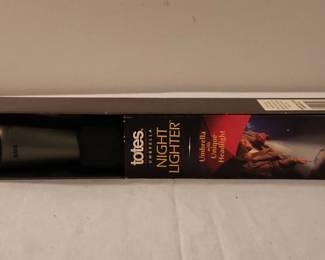 totes.
UMBRELLA
NIGHT
LIGHTER
Umbrella
with
Unique
Headlight